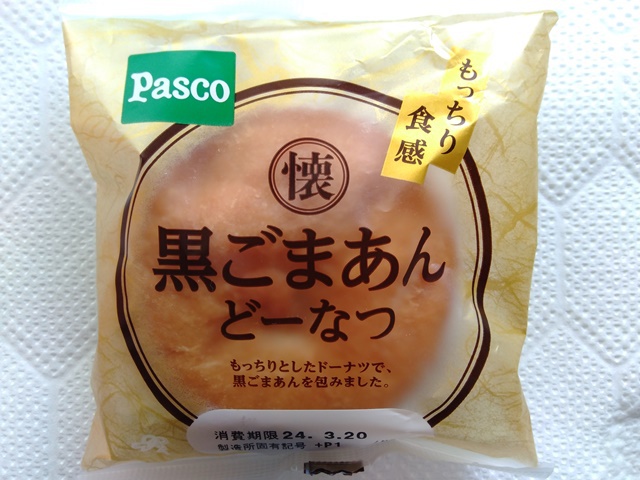 Pasco
もっちり
食感
懐
黒ごまあん
どーなつ
もっちりとしたドーナツで、
黒ごまあんを包みました。
消費期限 24. 3.20
製造所固有記号 +P1